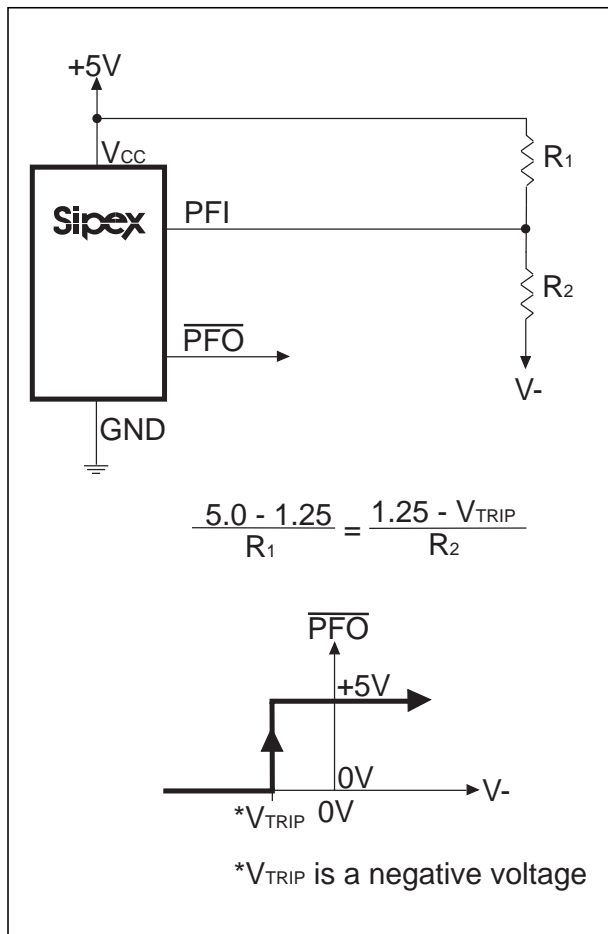 +5V
VCC
R1
Sipex
PFI
R2
PFO
V-
GND
5.0 - 1.25 / R1 = 1.25 - VTRIP / R2
PFO
+5V
0V
V-
*VTRIP 0V
*VTRIP is a negative voltage